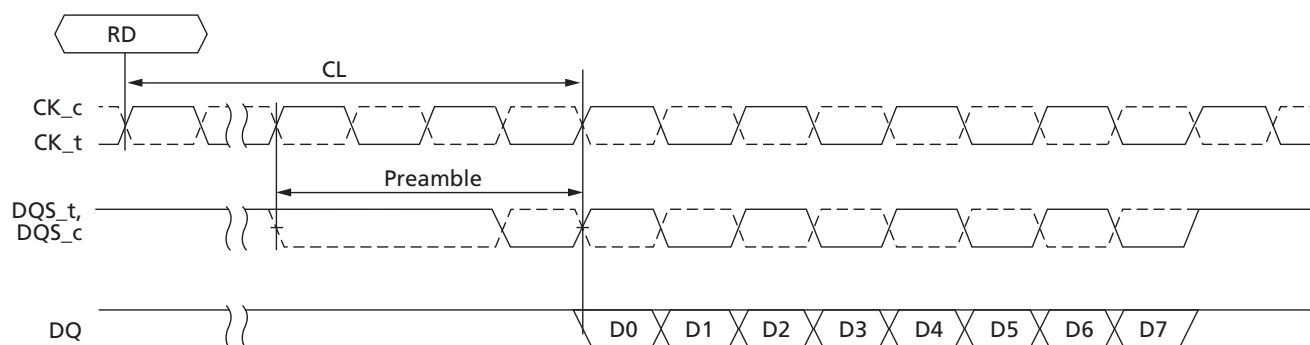 RD
CL
CK_c
CK_t
Preamble
DQS_t,
DQS_c
DQ
D0 D1 D2 D3 D4 D5 D6 D7